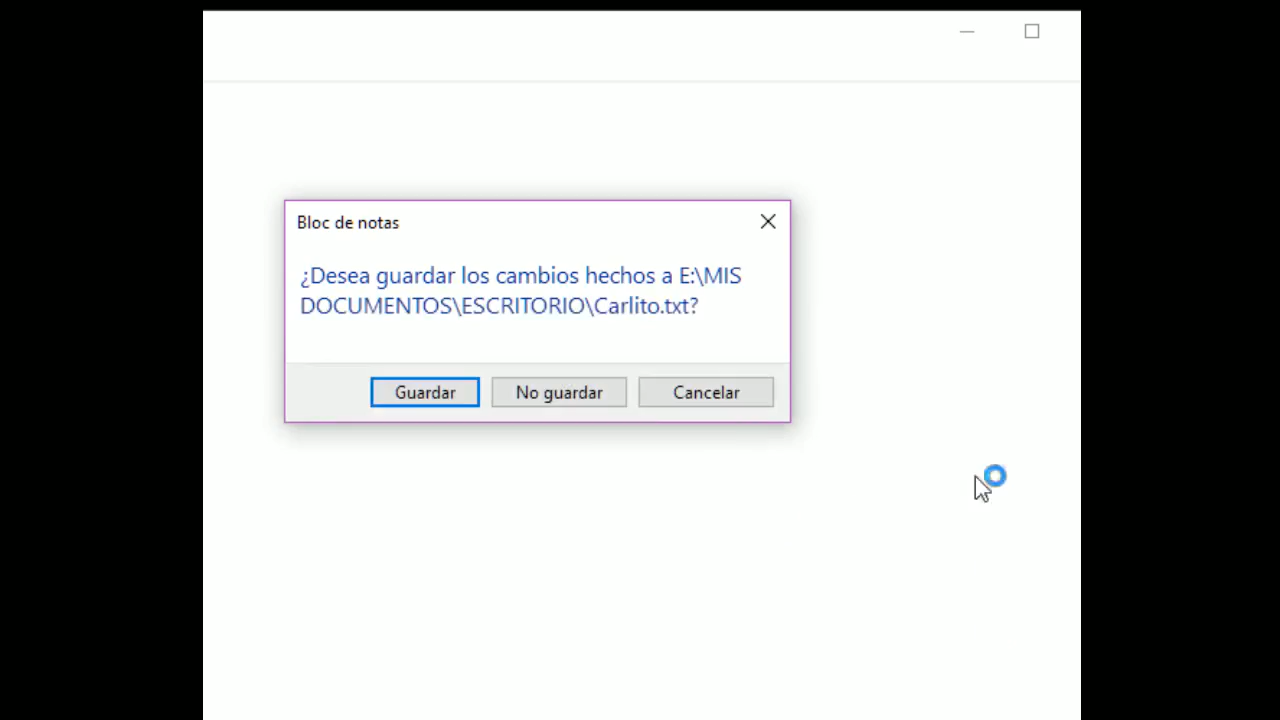 Bloc de notas
¿Desea guardar los cambios hechos a E:\MIS
DOCUMENTOS\ESCRITORIO\Carlito.txt?
Guardar
No guardar
Cancelar